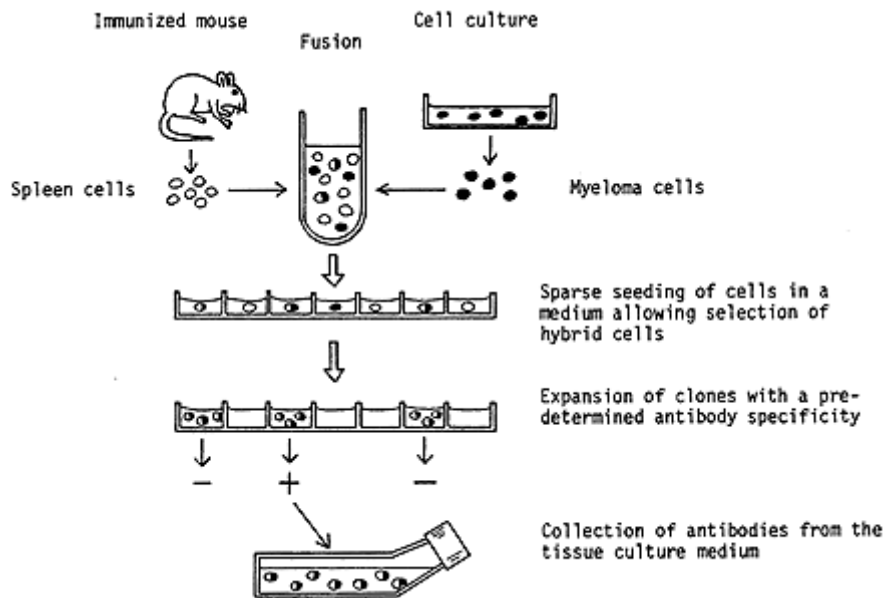 Immunized mouse
Fusion
Cell culture
Spleen cells
Myeloma cells
Sparse seeding of cells in a
medium allowing selection of
hybrid cells
Expansion of clones with a pre-
determined antibody specificity
− + −
Collection of antibodies from the
tissue culture medium